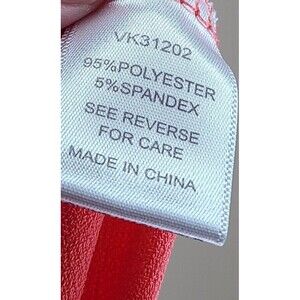 VK31202
95%POLYESTER
5%SPANDEX
SEE REVERSE
FOR CARE
MADE IN CHINA